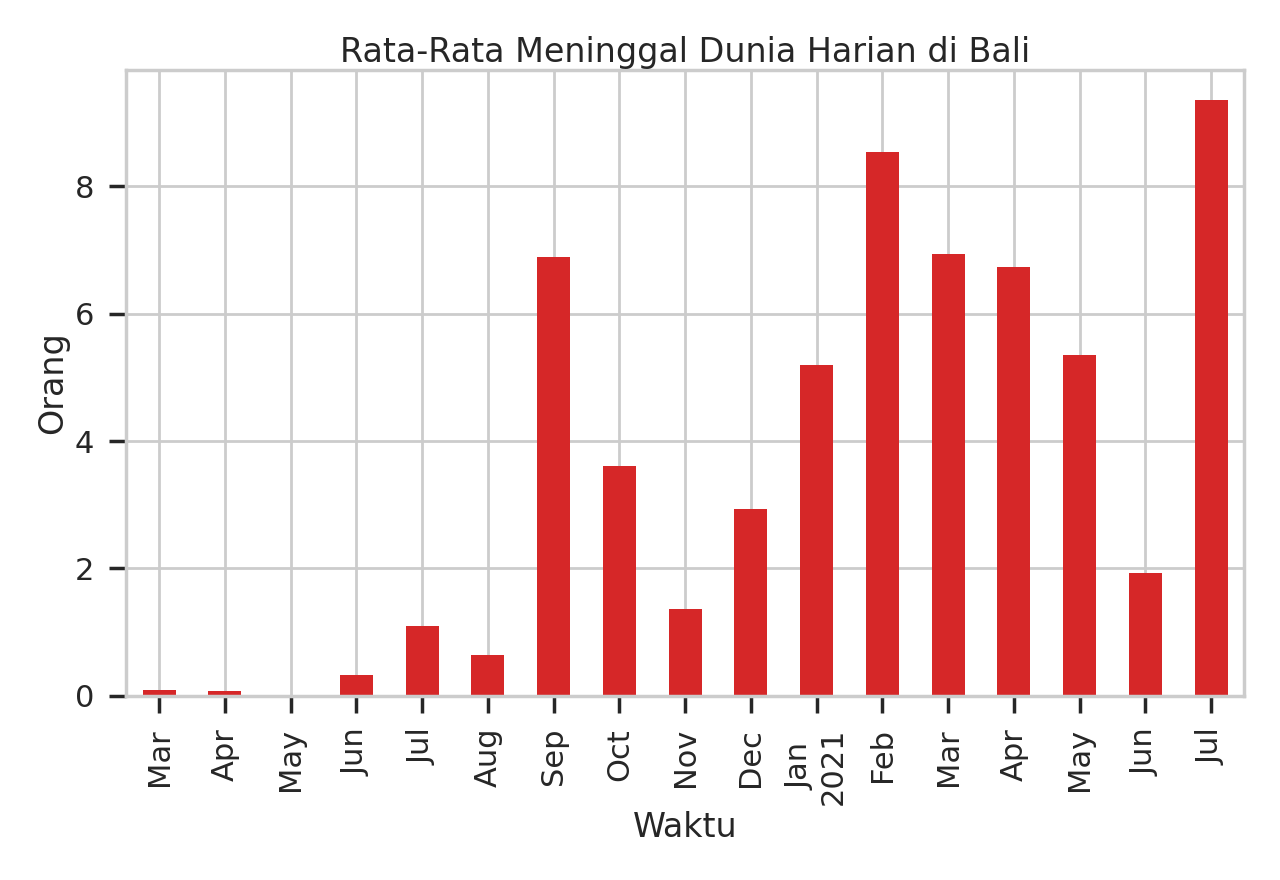 Rata-Rata Meninggal Dunia Harian di Bali
Orang
8
6
4
2
0
Mar
Apr
May
Jun
Jul
Aug
Sep
Oct
Nov
Dec
Jan
2021
Feb
Mar
Apr
May
Jun
Jul
Waktu